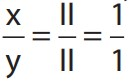 x/y = II/II = 1/1